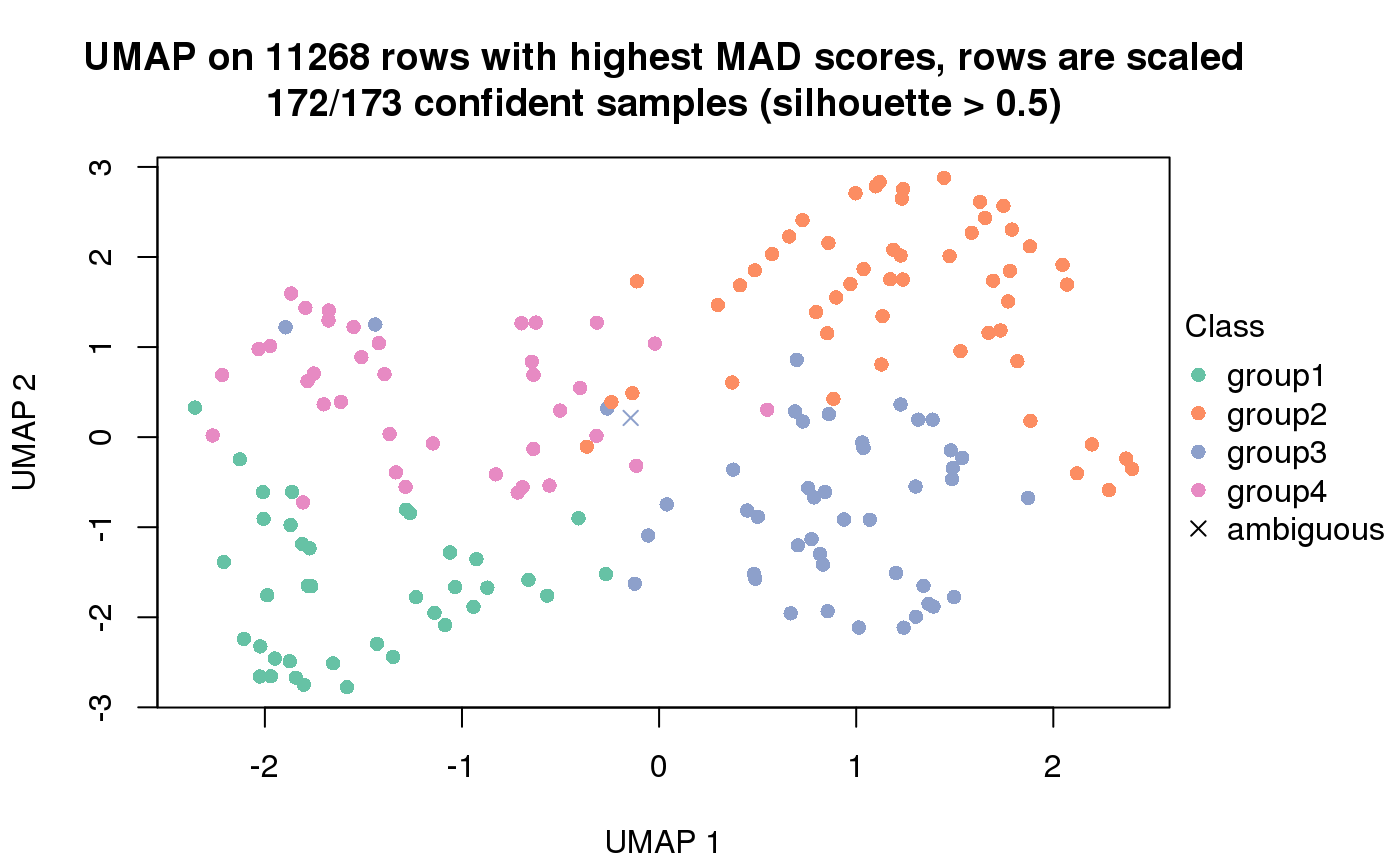 UMAP on 11268 rows with highest MAD scores, rows are scaled
172/173 confident samples (silhouette > 0.5)
3
2
1
0
-1
-2
-3
UMAP 2
-2
-1
0
1
2
UMAP 1
Class
group1
group2
group3
group4
ambiguous